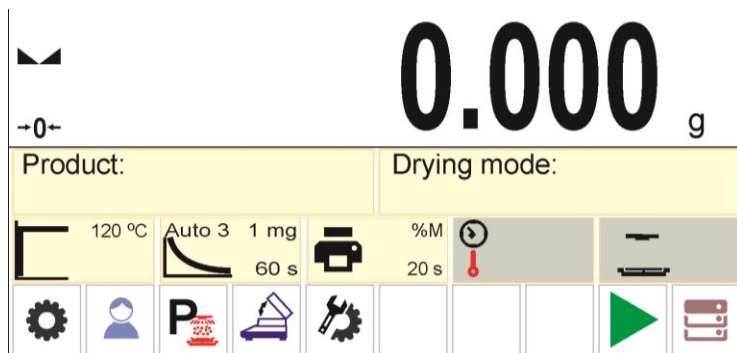 0.000 g
→0←
Product:
Drying mode:
120 ºC
Auto 3 1 mg
60 s
%M
20 s
P